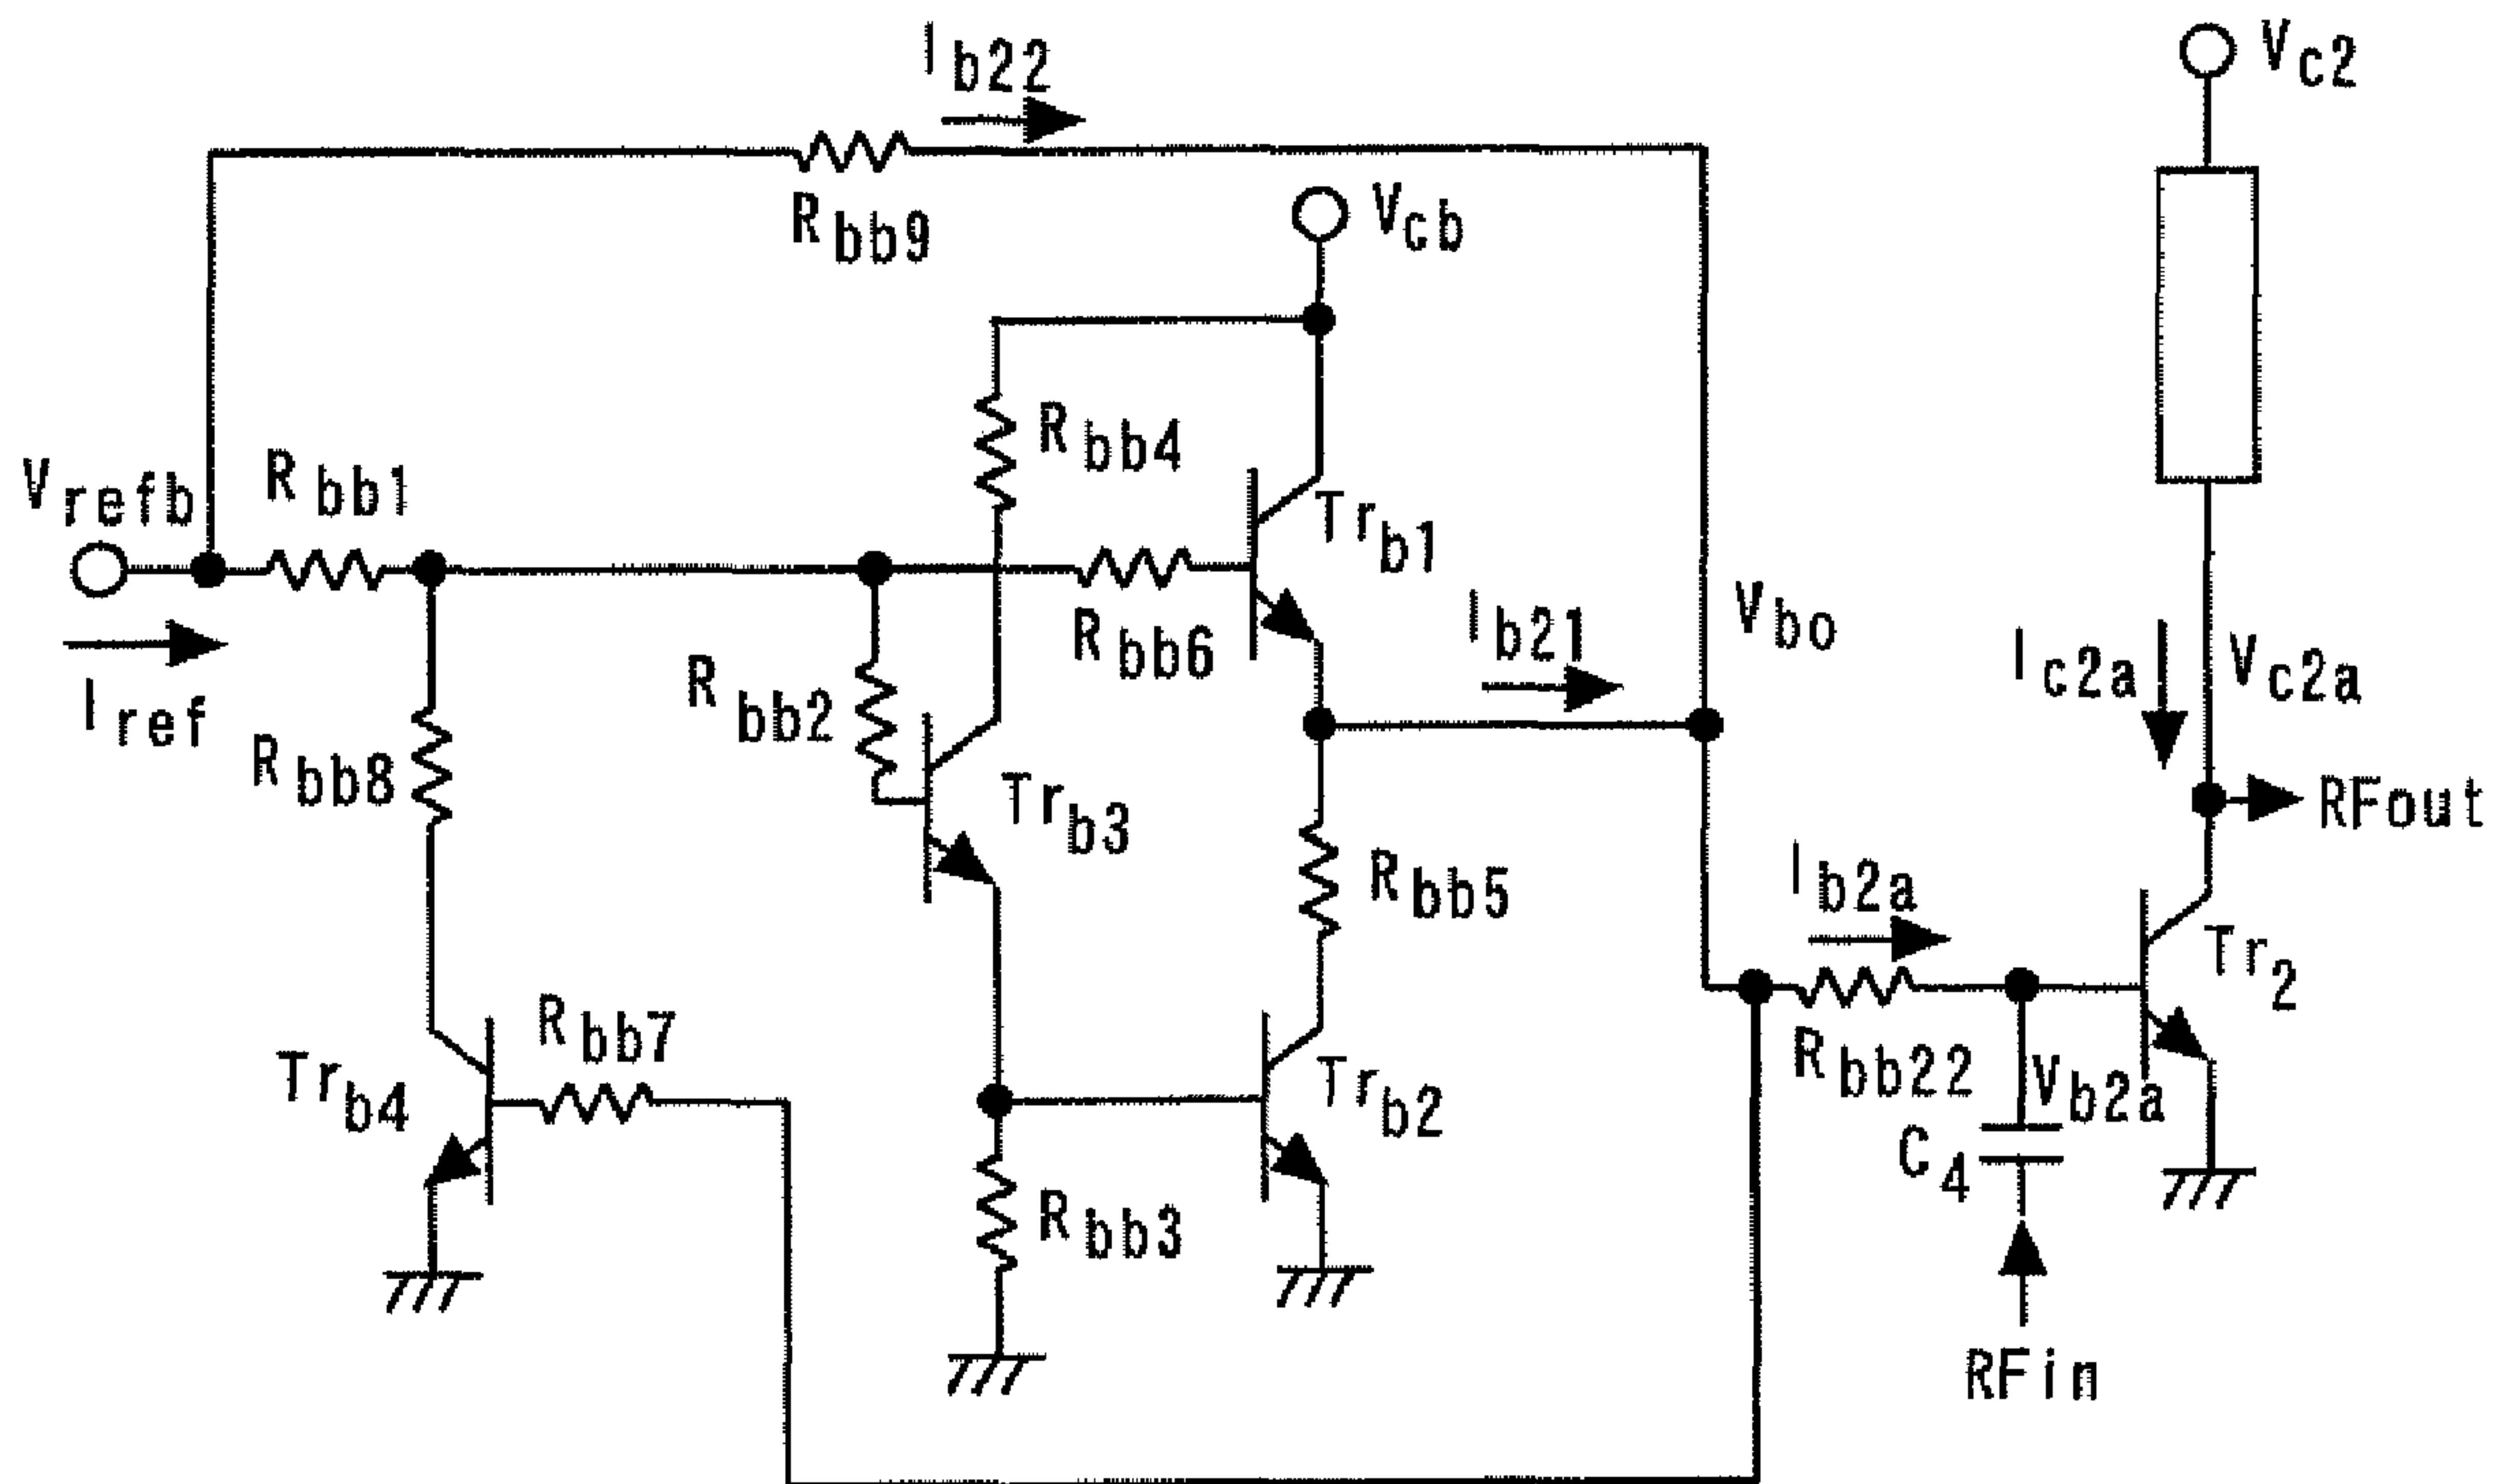 Ib22
Vc2
Rbb9
Vcb
Rbb4
Vrefb
Rbb1
Trb1
Iref
Rbb8
Rbb2
Rbb6
Ib21
Vbo
Ic2a
Vc2a
Trb3
RFout
Rbb5
Ib2a
Tr2
Rbb7
Trb4
Trb2
Rbb22
Vb2a
C4
Rbb3
RFin